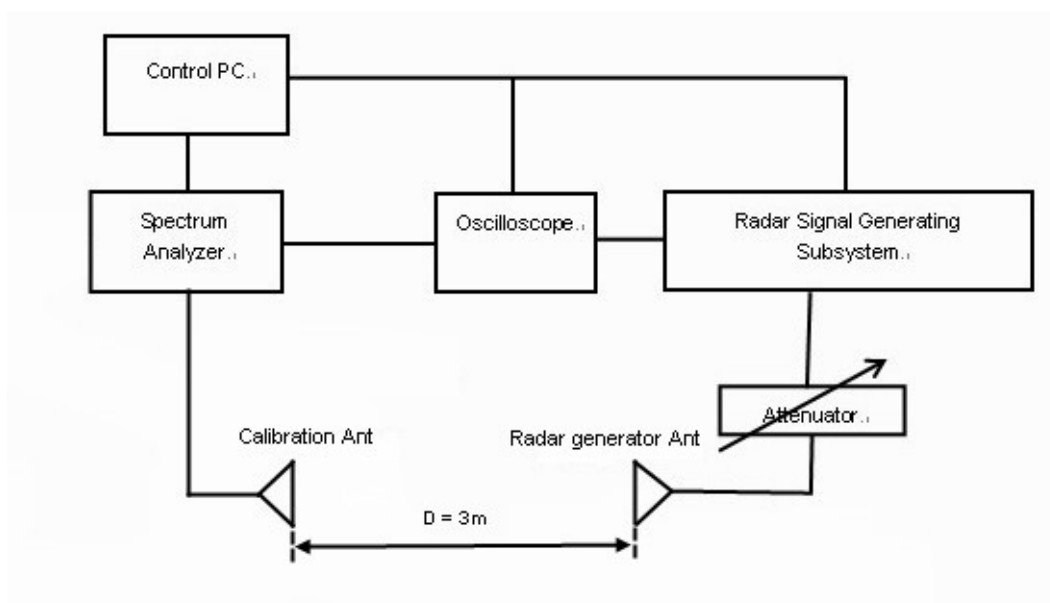 Control PC
Spectrum
Analyzer
Oscilloscope
Radar Signal Generating
Subsystem
Attenuator
Calibration Ant
Radar generator Ant
D = 3m